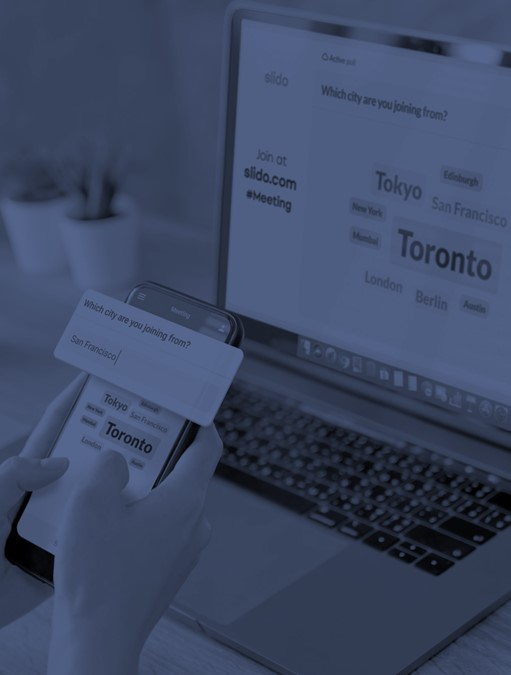 Active poll
slido
Which city are you joining from?
Join at
slido.com
#Meeting
Edinburgh
Tokyo
San Francisco
New York
Mumbai
Toronto
London
Berlin
Austin
Meeting
Which city are you joining from?
San Francisco
Tokyo
San Francisco
Toronto
London